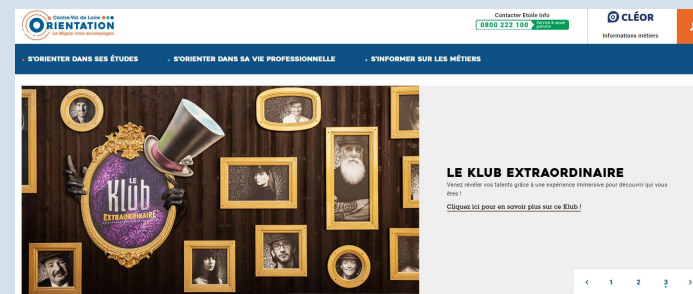 Centre-Val de Loire
ORIENTATION
La Région vous accompagne
Contacter Etoile Info
0800 222 100 Service & appel gratuits
CLÉOR
Informations métiers
S'ORIENTER DANS SES ÉTUDES
S'ORIENTER DANS SA VIE PROFESSIONNELLE
S'INFORMER SUR LES MÉTIERS
LE
Klub
EXTRAORDINAIRE
LE KLUB EXTRAORDINAIRE
Venez révéler vos talents grâce à une expérience immersive pour découvrir qui vous
êtes !
Cliquez ici pour en savoir plus sur ce Klub !
< 1 2 3 >